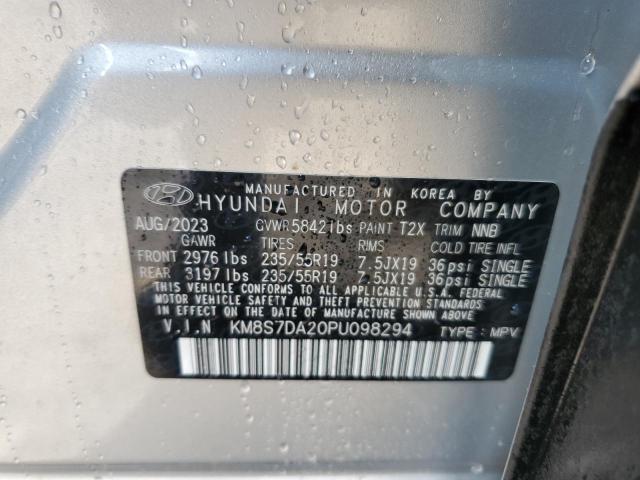 MANUFACTURED IN KOREA BY
HYUNDAI MOTOR COMPANY
AUG/2023 GVWR 5842lbs PAINT T2X TRIM NNB
GAWR TIRES RIMS COLD TIRE INFL
FRONT 2976 lbs 235/55R19 7.5JX19 36psi SINGLE
REAR 3197 lbs 235/55R19 7.5JX19 36psi SINGLE
THIS VEHICLE CONFORMS TO ALL APPLICABLE U.S.A. FEDERAL
MOTOR VEHICLE SAFETY AND THEFT PREVENTION STANDARDS
IN EFFECT ON THE DATE OF MANUFACTURE SHOWN ABOVE.
V.I.N KM8S7DA20PU098294 TYPE: MPV